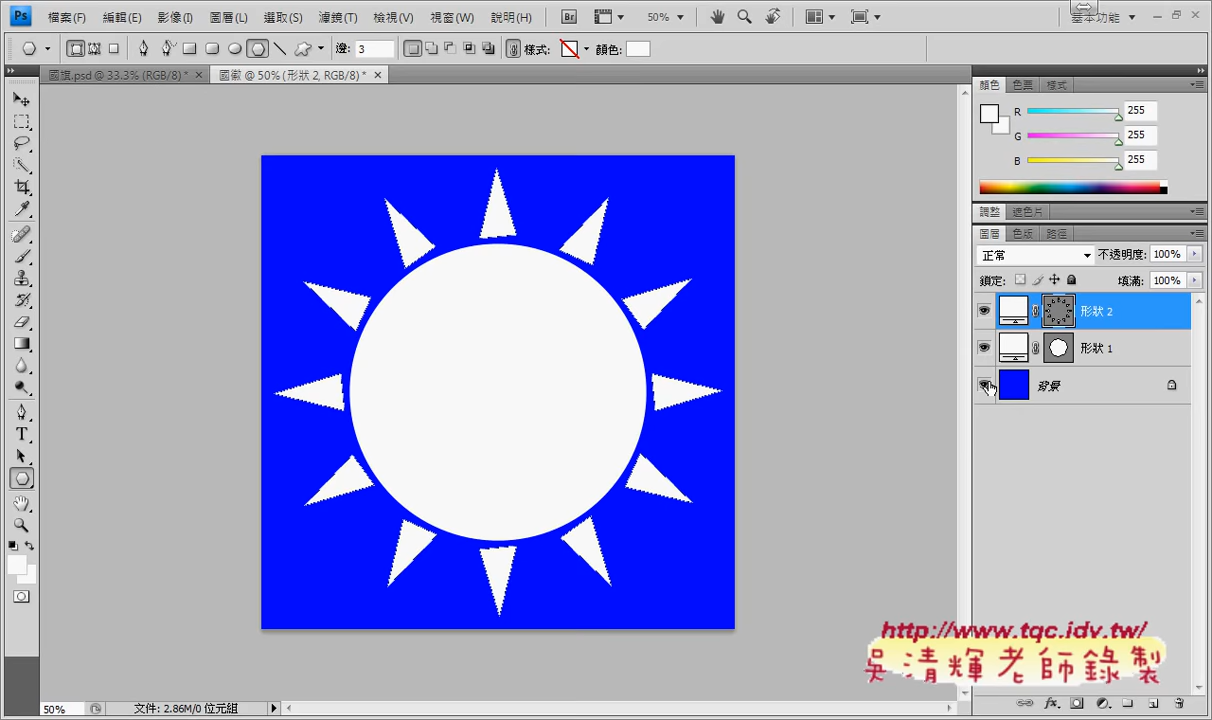 Ps 檔案(F) 編輯(E) 影像(I) 圖層(L) 選取(S) 濾鏡(T) 檢視(V) 視窗(W) 說明(H) Br 50% 基本功能
邊: 3 樣式: 顏色:
國旗.psd @ 33.3% (RGB/8) * 國徽 @ 50% (形狀 2, RGB/8) *
顏色 色票 樣式
R 255
G 255
B 255
調整 遮色片
圖層 色版 路徑
正常 不透明度: 100%
鎖定: 填滿: 100%
形狀 2
形狀 1
背景
T
http://www.tqc.idv.tw/
吳清輝老師錄製
50% 文件: 2.86M/0 位元組
fx